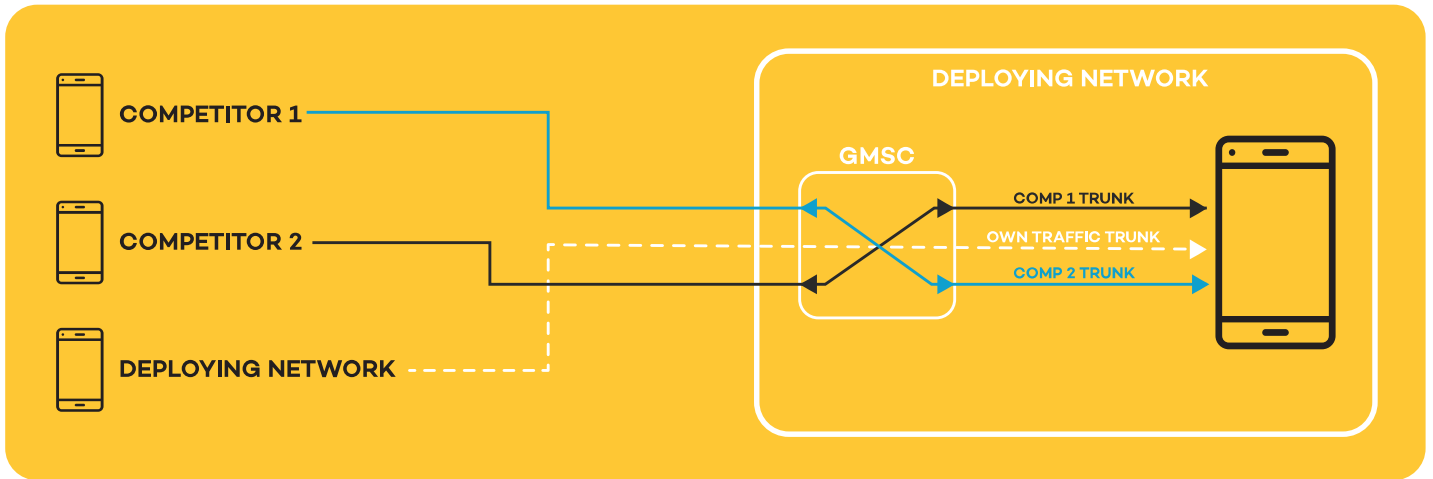 DEPLOYING NETWORK
COMPETITOR 1
GMSC
COMP 1 TRUNK
COMPETITOR 2
OWN TRAFFIC TRUNK
COMP 2 TRUNK
DEPLOYING NETWORK